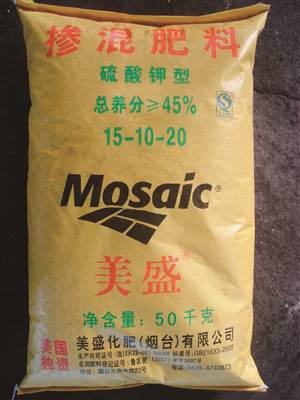 掺混肥料
硫酸钾型
总养分≥45%
15-10-20
Mosaic®
美盛®
净含量：50千克
美国独资
美盛化肥(烟台)有限公司